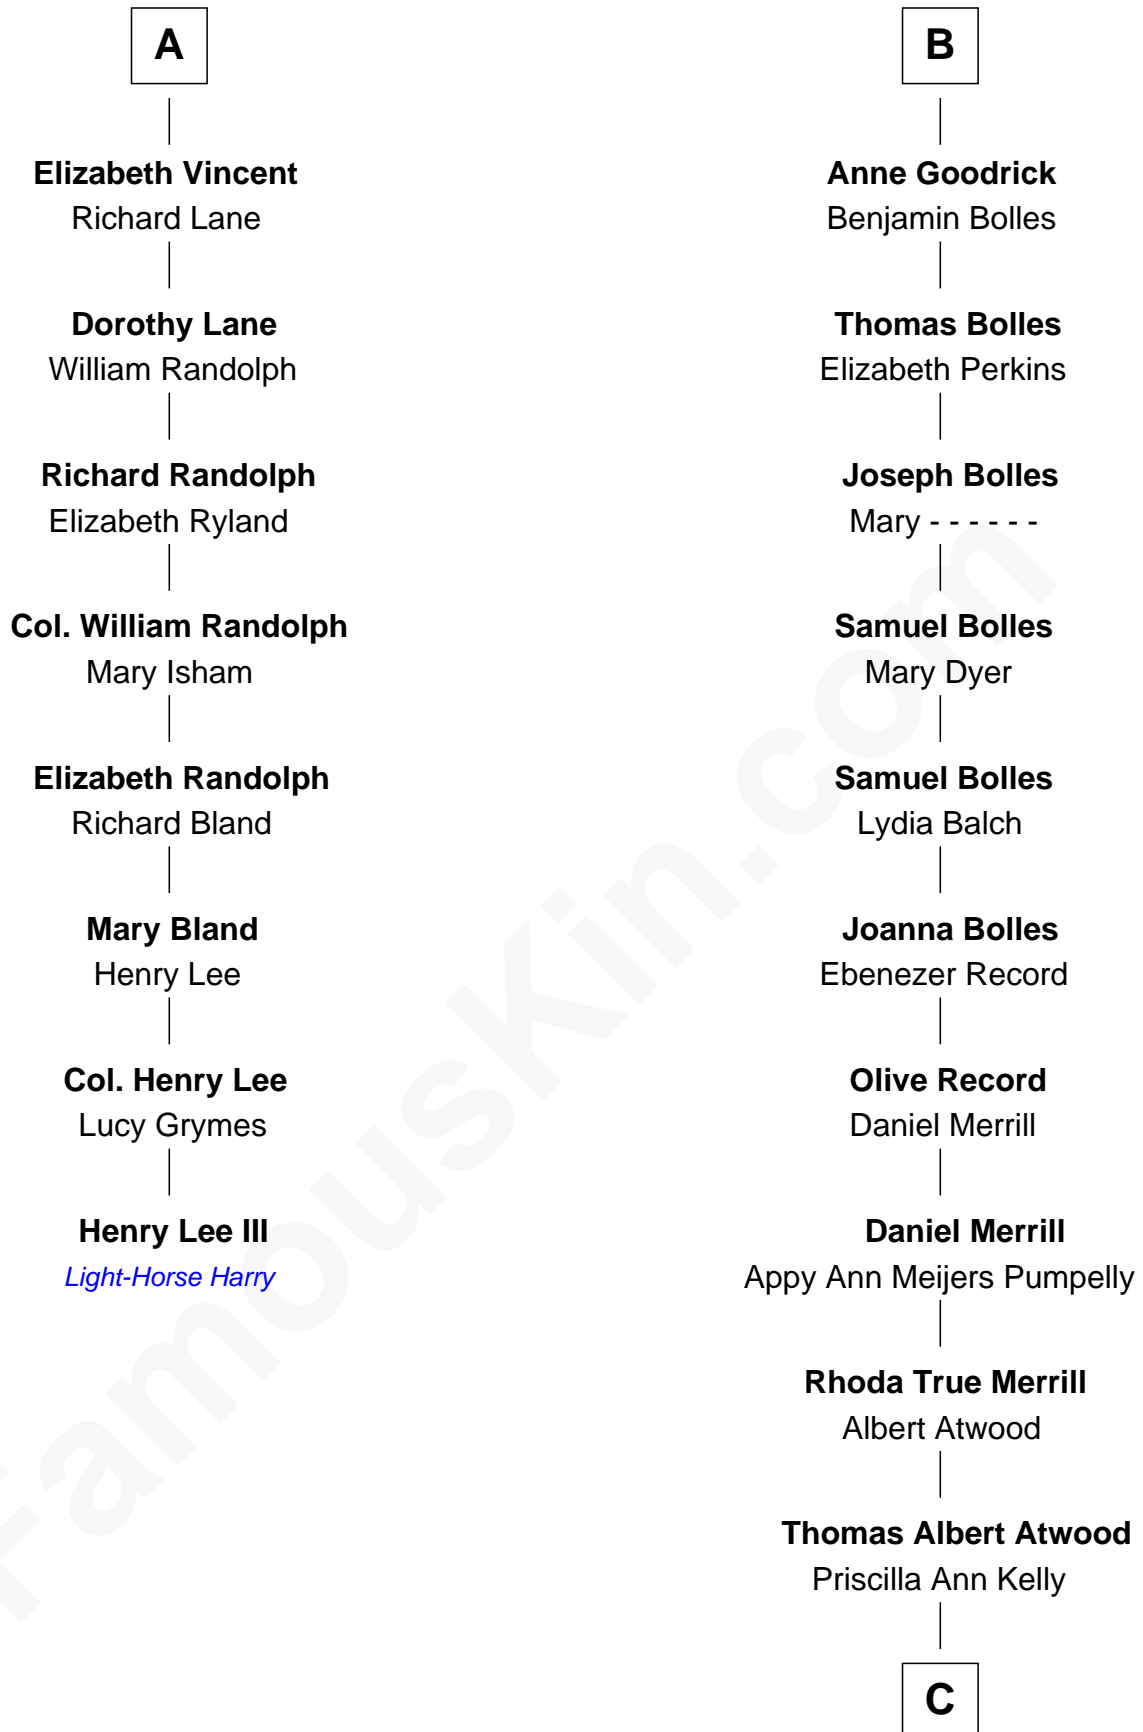 A
Elizabeth Vincent
Richard Lane
Dorothy Lane
William Randolph
Richard Randolph
Elizabeth Ryland
Col. William Randolph
Mary Isham
Elizabeth Randolph
Richard Bland
Mary Bland
Henry Lee
Col. Henry Lee
Lucy Grymes
Henry Lee III
Light-Horse Harry
B
Anne Goodrick
Benjamin Bolles
Thomas Bolles
Elizabeth Perkins
Joseph Bolles
Mary - - - - - -
Samuel Bolles
Mary Dyer
Samuel Bolles
Lydia Balch
Joanna Bolles
Ebenezer Record
Olive Record
Daniel Merrill
Daniel Merrill
Appy Ann Meijers Pumpelly
Rhoda True Merrill
Albert Atwood
Thomas Albert Atwood
Priscilla Ann Kelly
C
FamousKin.com